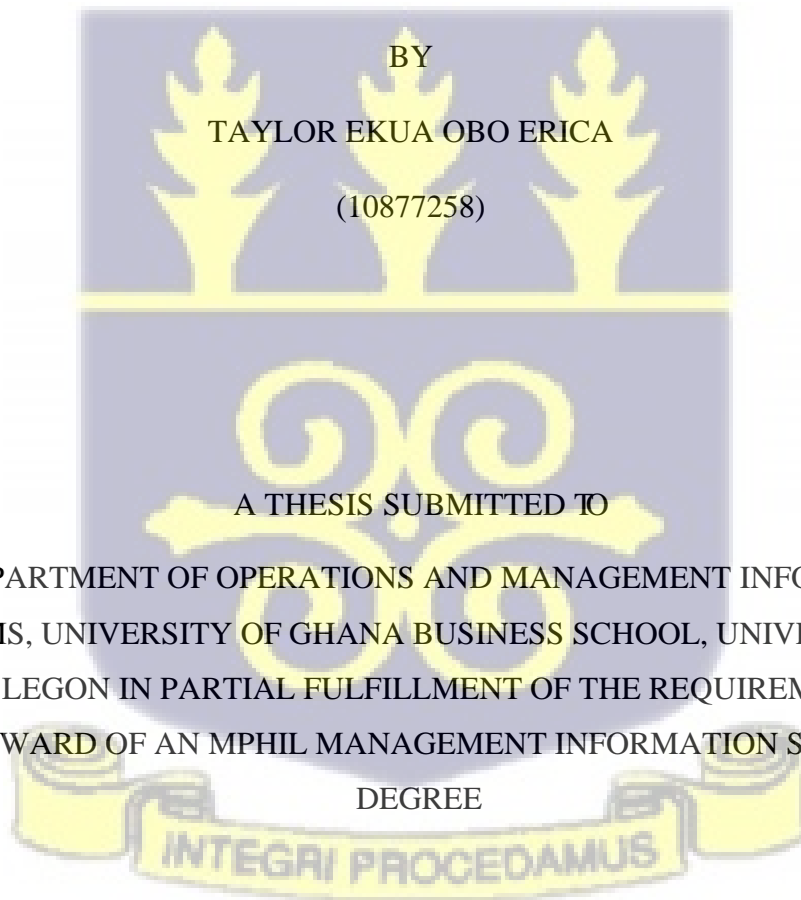 BY
TAYLOR EKUA OBO ERICA
(10877258)
A THESIS SUBMITTED TO
PARTMENT OF OPERATIONS AND MANAGEMENT INFO
IS, UNIVERSITY OF GHANA BUSINESS SCHOOL, UNIVE
LEGON IN PARTIAL FULFILLMENT OF THE REQUIREM
WARD OF AN MPHIL MANAGEMENT INFORMATION S
DEGREE
INTEGRI PROCEDAMUS